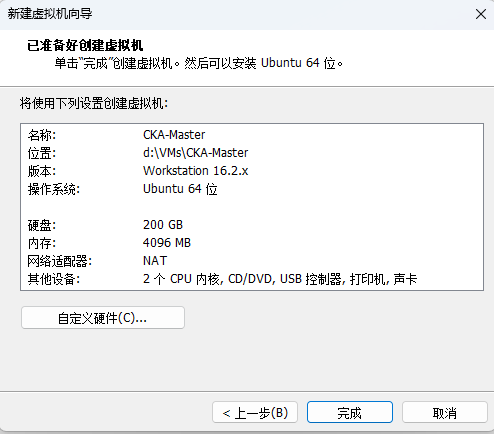 新建虚拟机向导
已准备好创建虚拟机
单击"完成"创建虚拟机。然后可以安装 Ubuntu 64 位。
将使用下列设置创建虚拟机:
名称: CKA-Master
位置: d:\VMs\CKA-Master
版本: Workstation 16.2.x
操作系统: Ubuntu 64 位
硬盘: 200 GB
内存: 4096 MB
网络适配器: NAT
其他设备: 2 个 CPU 内核, CD/DVD, USB 控制器, 打印机, 声卡
自定义硬件(C)...
< 上一步(B) 完成 取消